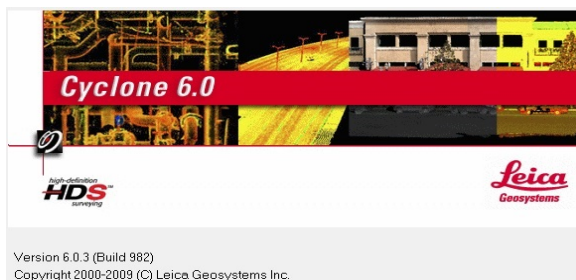 Cyclone 6.0
high-definition
HDS™
surveying
Leica
Geosystems
Version 6.0.3 (Build 982)
Copyright 2000-2009 (C) Leica Geosystems Inc.